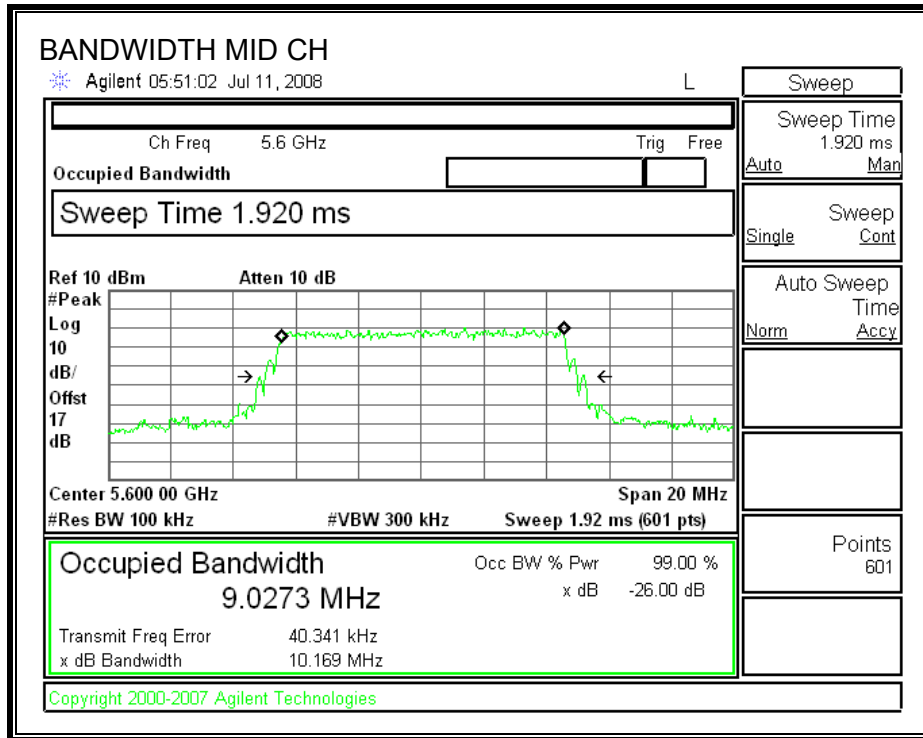 BANDWIDTH MID CH
Agilent 05:51:02 Jul 11, 2008 L
Ch Freq 5.6 GHz Trig Free
Occupied Bandwidth
Sweep Time 1.920 ms
Ref 10 dBm Atten 10 dB
#Peak
Log
10
dB/
Offst
17
dB
Center 5.600 00 GHz Span 20 MHz
#Res BW 100 kHz #VBW 300 kHz Sweep 1.92 ms (601 pts)
Occupied Bandwidth
9.0273 MHz
Occ BW % Pwr 99.00 %
x dB -26.00 dB
Transmit Freq Error 40.341 kHz
x dB Bandwidth 10.169 MHz
Copyright 2000-2007 Agilent Technologies
Sweep
Sweep Time
1.920 ms
Auto Man
Sweep
Single Cont
Auto Sweep
Time
Norm Accy
Points
601